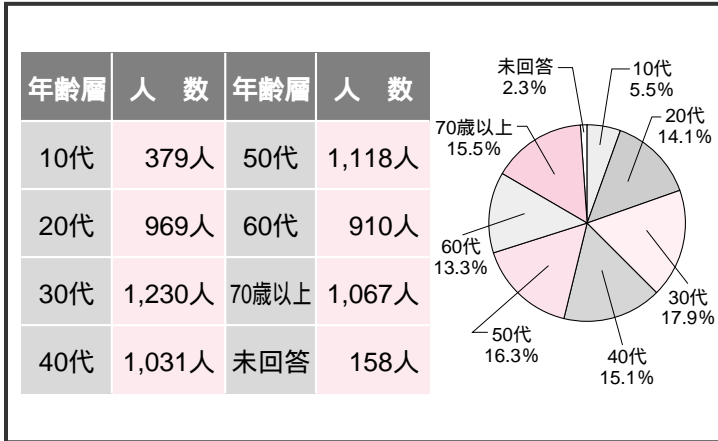 年齢層 人 数 年齢層 人 数
10代 379人 50代 1,118人
20代 969人 60代 910人
30代 1,230人 70歳以上 1,067人
40代 1,031人 未回答 158人
未回答
2.3%
10代
5.5%
20代
14.1%
30代
17.9%
40代
15.1%
50代
16.3%
60代
13.3%
70歳以上
15.5%